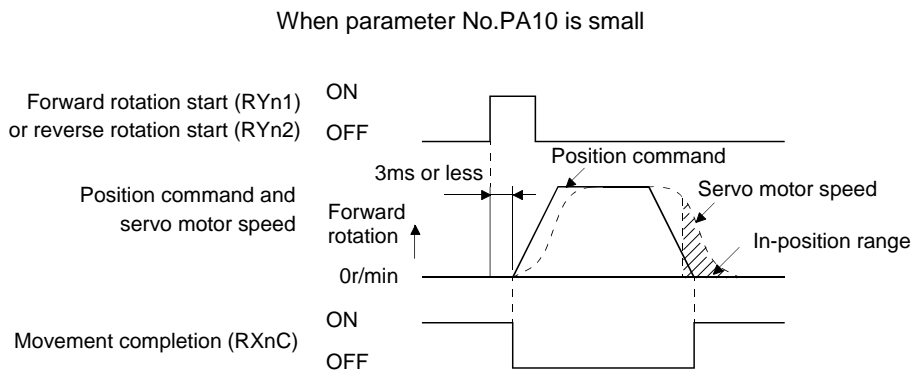 When parameter No.PA10 is small
Forward rotation start (RYn1)
or reverse rotation start (RYn2)
ON
OFF
3ms or less
Position command
Servo motor speed
Position command and
servo motor speed
Forward
rotation
In-position range
0r/min
Movement completion (RXnC)
ON
OFF